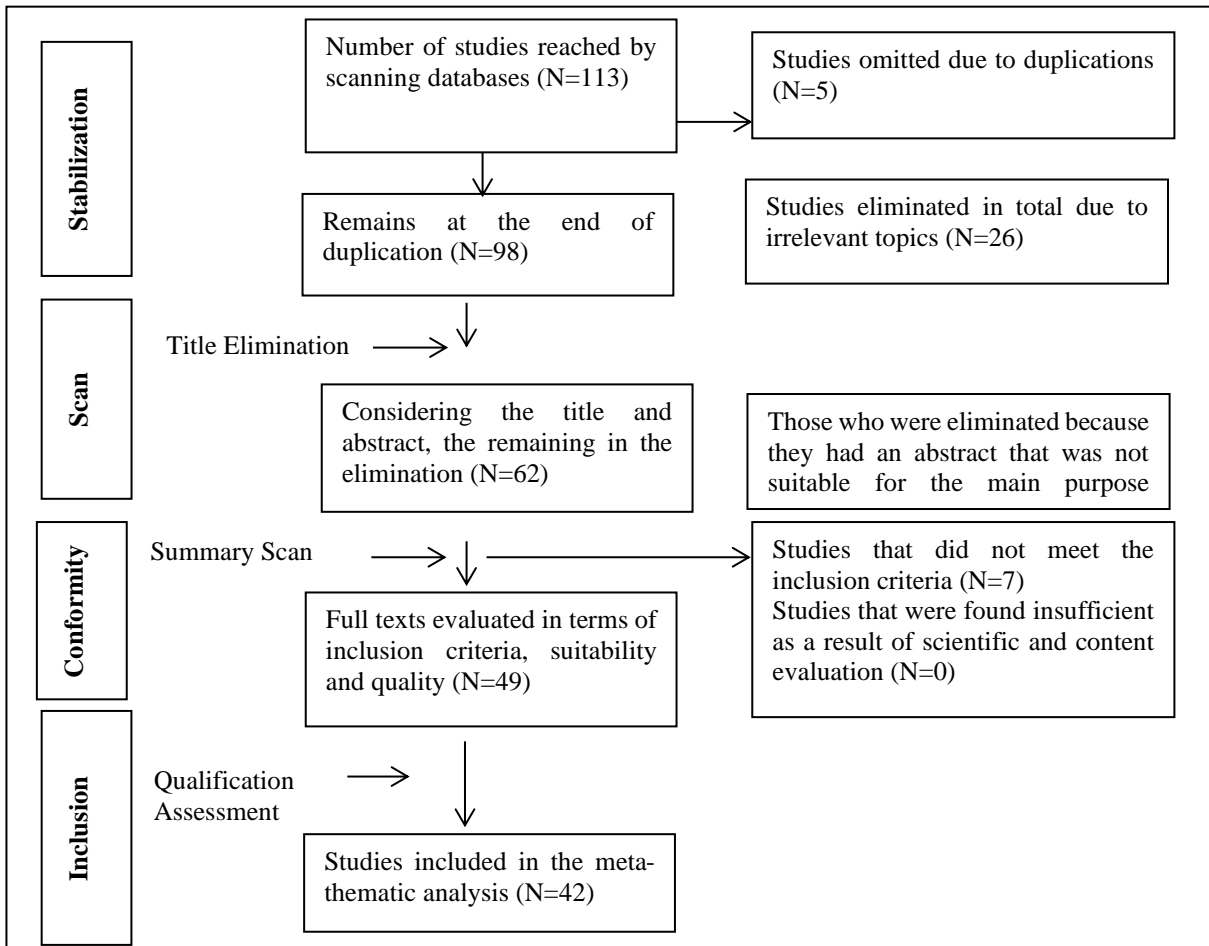 Stabilization
Number of studies reached by
scanning databases (N=113)
Studies omitted due to duplications
(N=5)
Remains at the end of
duplication (N=98)
Studies eliminated in total due to
irrelevant topics (N=26)
Scan
Title Elimination
Considering the title and
abstract, the remaining in the
elimination (N=62)
Those who were eliminated because
they had an abstract that was not
suitable for the main purpose
Conformity
Summary Scan
Studies that did not meet the
inclusion criteria (N=7)
Studies that were found insufficient
as a result of scientific and content
evaluation (N=0)
Full texts evaluated in terms of
inclusion criteria, suitability
and quality (N=49)
Inclusion
Qualification
Assessment
Studies included in the meta-
thematic analysis (N=42)